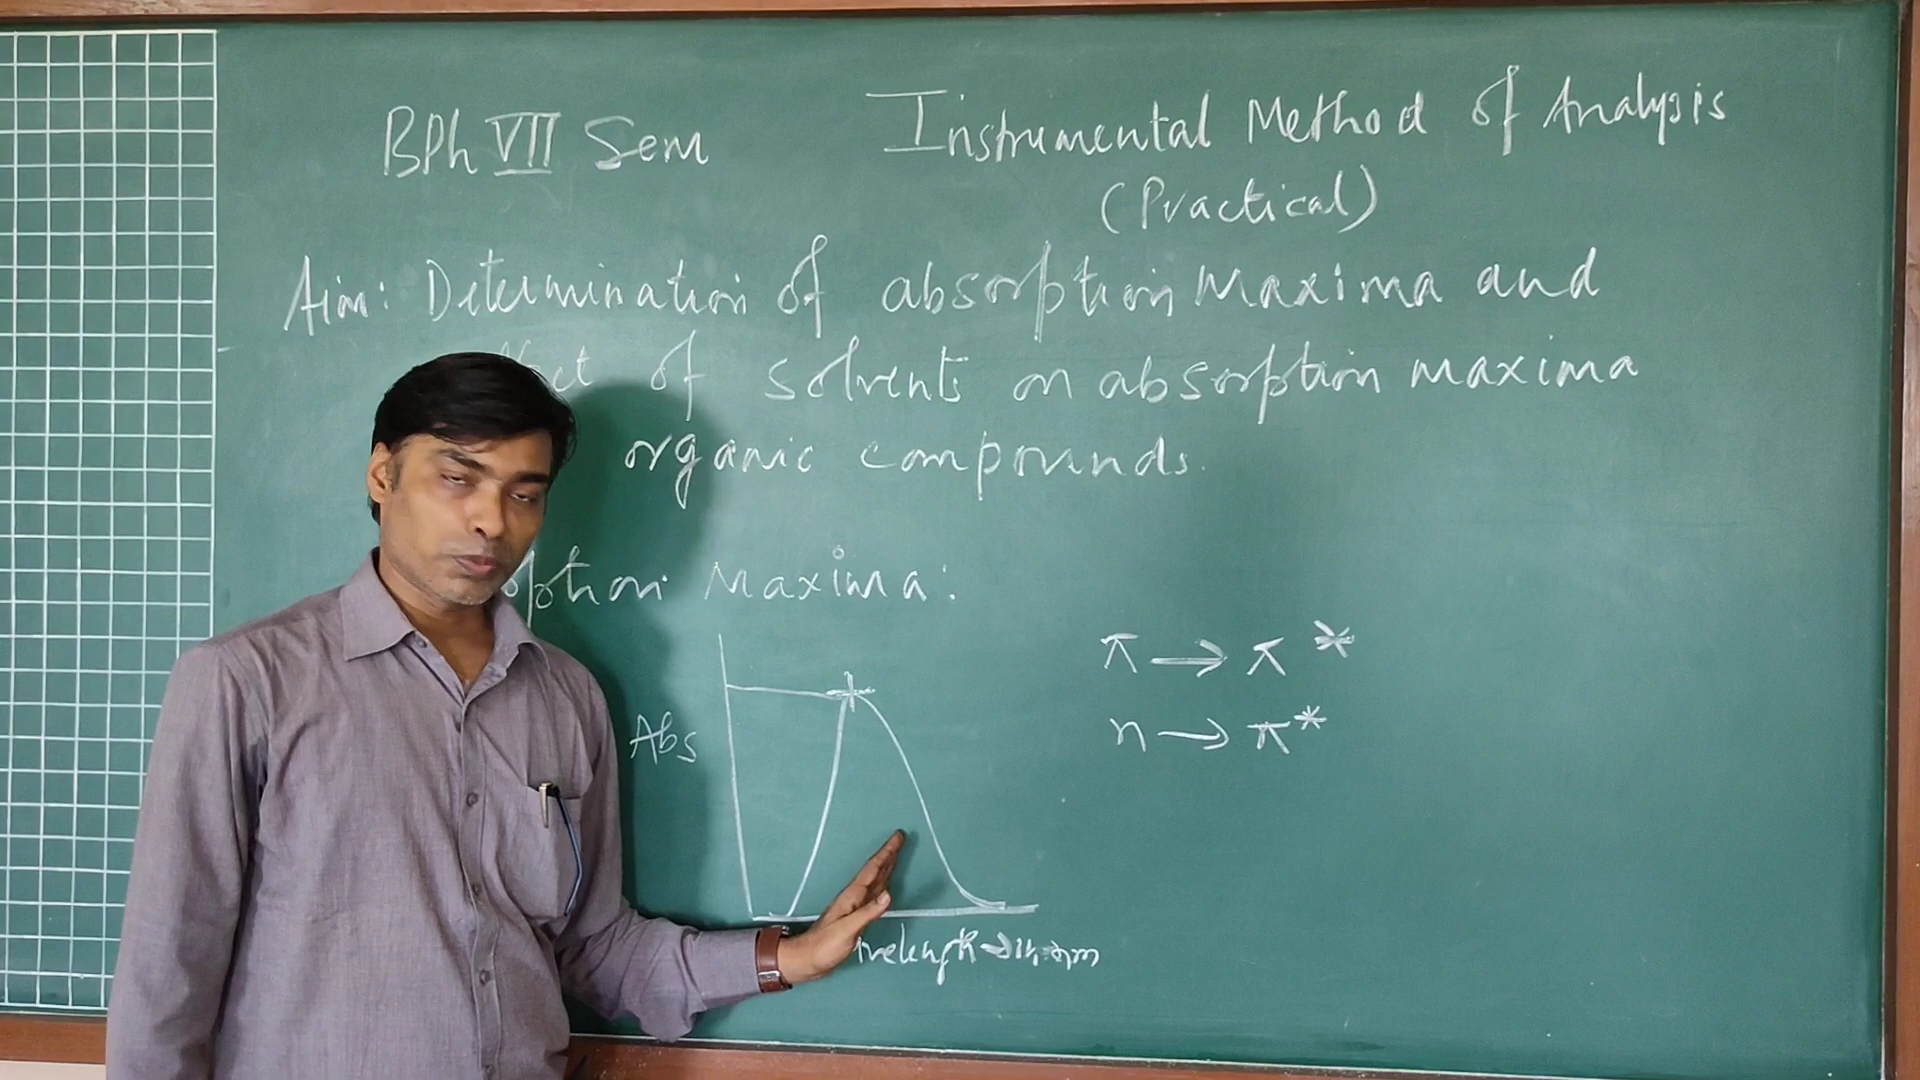 BPh VII Sem
Instrumental Method of Analysis
(Practical)
Aim: Determination of absorption Maxima and
of solvents on absorption maxima
organic compounds.
Maxima:
π → π*
n → π*
Abs